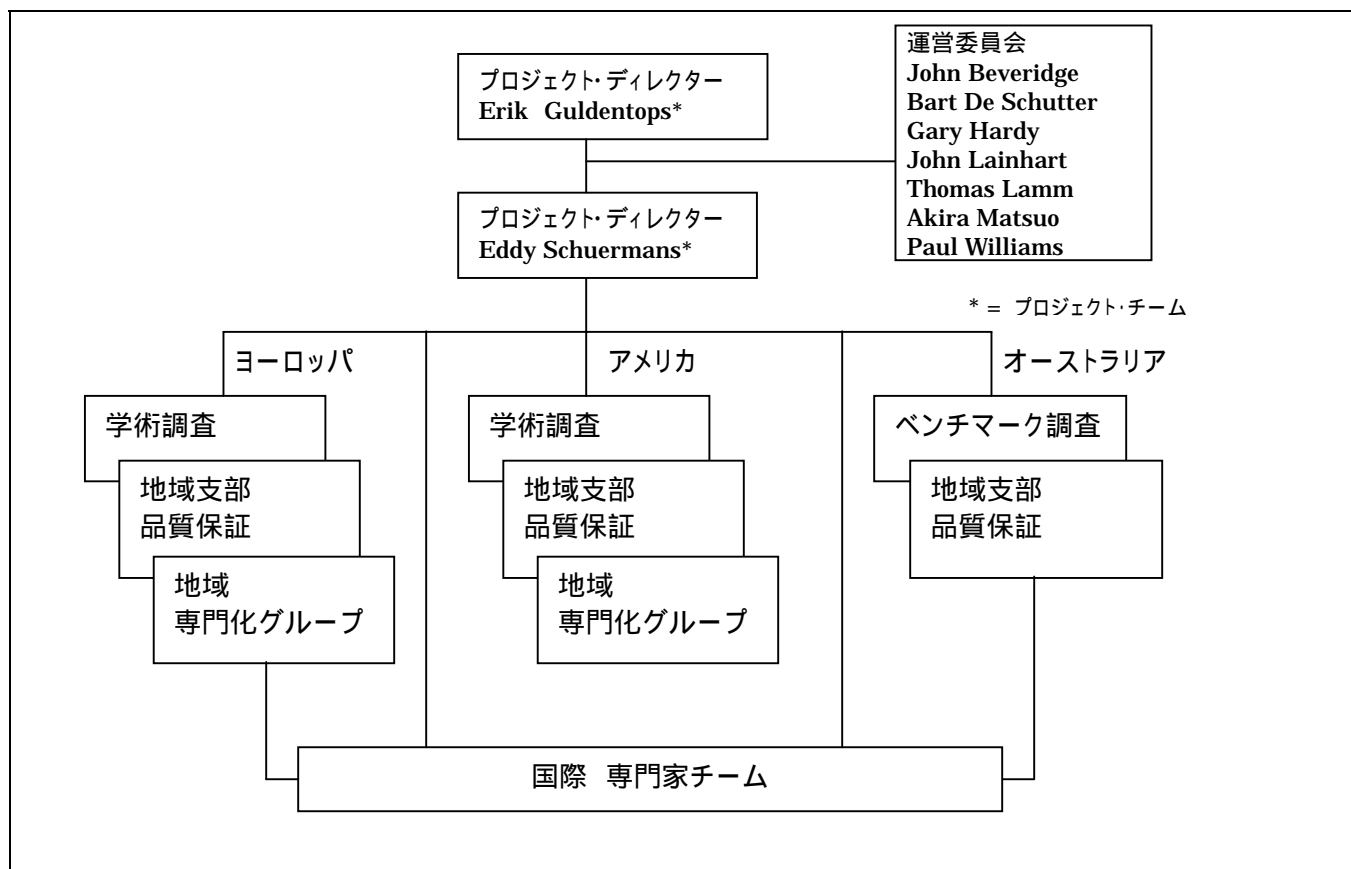 プロジェクト・ディレクター
Erik Guldentops*
運営委員会
John Beveridge
Bart De Schutter
Gary Hardy
John Lainhart
Thomas Lamm
Akira Matsuo
Paul Williams
プロジェクト・ディレクター
Eddy Schuermans*
* = プロジェクト・チーム
ヨーロッパ
アメリカ
オーストラリア
学術調査
地域支部
品質保証
地域
専門化グループ
学術調査
地域支部
品質保証
地域
専門化グループ
ベンチマーク調査
地域支部
品質保証
国際 専門家チーム